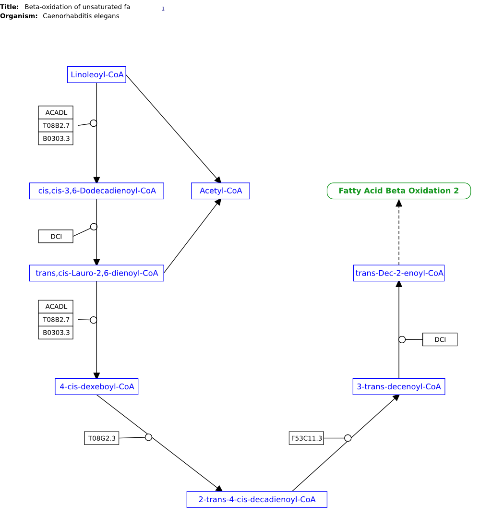 Title: Beta-oxidation of unsaturated fa
Organism: Caenorhabditis elegans
Linoleoyl-CoA
ACADL
T08B2.7
B0303.3
cis,cis-3,6-Dodecadienoyl-CoA
Acetyl-CoA
Fatty Acid Beta Oxidation 2
DCI
trans,cis-Lauro-2,6-dienoyl-CoA
trans-Dec-2-enoyl-CoA
ACADL
T08B2.7
B0303.3
DCI
4-cis-dexeboyl-CoA
3-trans-decenoyl-CoA
T08G2.3
F53C11.3
2-trans-4-cis-decadienoyl-CoA